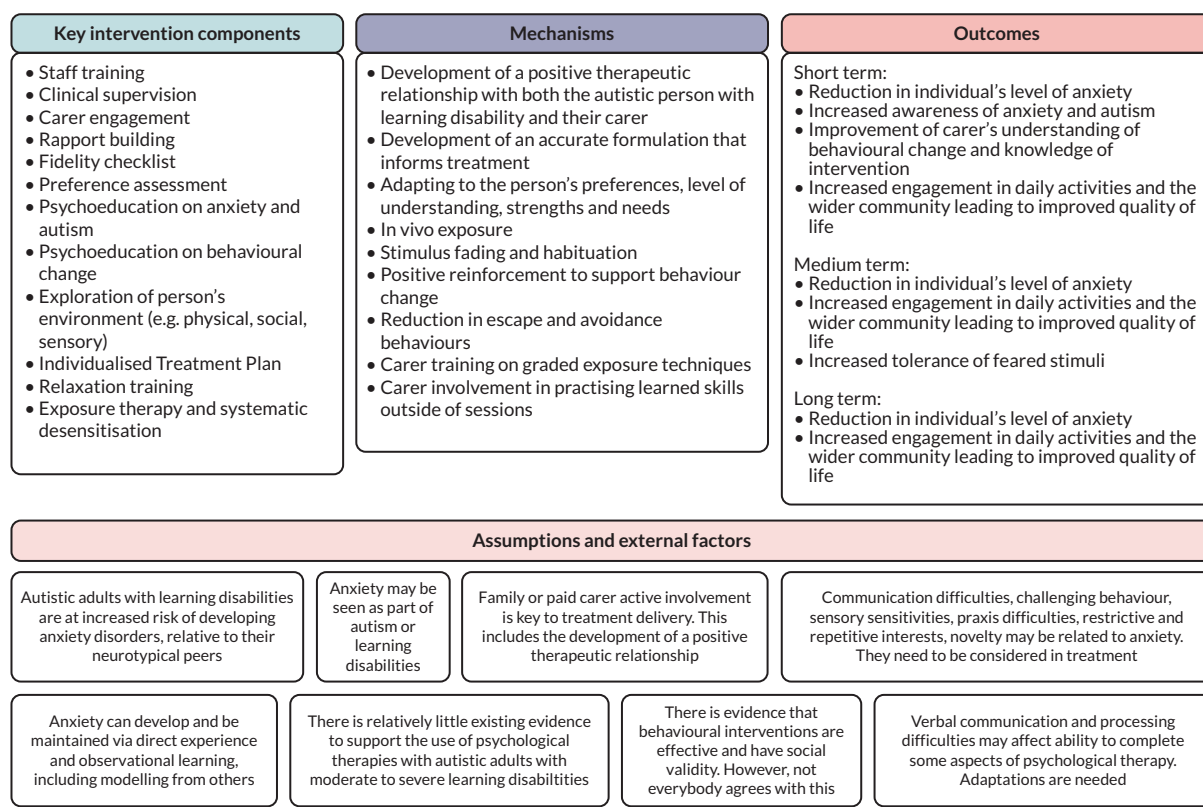 Key intervention components
• Staff training
• Clinical supervision
• Carer engagement
• Rapport building
• Fidelity checklist
• Preference assessment
• Psychoeducation on anxiety and
autism
• Psychoeducation on behavioural
change
• Exploration of person's
environment (e.g. physical, social,
sensory)
• Individualised Treatment Plan
• Relaxation training
• Exposure therapy and systematic
desensitisation
Mechanisms
• Development of a positive therapeutic
relationship with both the autistic person with
learning disability and their carer
• Development of an accurate formulation that
informs treatment
• Adapting to the person's preferences, level of
understanding, strengths and needs
• In vivo exposure
• Stimulus fading and habituation
• Positive reinforcement to support behaviour
change
• Reduction in escape and avoidance
behaviours
• Carer training on graded exposure techniques
• Carer involvement in practising learned skills
outside of sessions
Outcomes
Short term:
• Reduction in individual's level of anxiety
• Increased awareness of anxiety and autism
• Improvement of carer's understanding of
behavioural change and knowledge of
intervention
• Increased engagement in daily activities and the
wider community leading to improved quality of
life
Medium term:
• Reduction in individual's level of anxiety
• Increased engagement in daily activities and the
wider community leading to improved quality of
life
• Increased tolerance of feared stimuli
Long term:
• Reduction in individual's level of anxiety
• Increased engagement in daily activities and the
wider community leading to improved quality of
life
Assumptions and external factors
Autistic adults with learning disabilities
are at increased risk of developing
anxiety disorders, relative to their
neurotypical peers
Anxiety may be
seen as part of
autism or
learning
disabilities
Family or paid carer active involvement
is key to treatment delivery. This
includes the development of a positive
therapeutic relationship
Communication difficulties, challenging behaviour,
sensory sensitivities, praxis difficulties, restrictive and
repetitive interests, novelty may be related to anxiety.
They need to be considered in treatment
Anxiety can develop and be
maintained via direct experience
and observational learning,
including modelling from others
There is relatively little existing evidence
to support the use of psychological
therapies with autistic adults with
moderate to severe learning disabiltities
There is evidence that
behavioural interventions are
effective and have social
validity. However, not
everybody agrees with this
Verbal communication and processing
difficulties may affect ability to complete
some aspects of psychological therapy.
Adaptations are needed